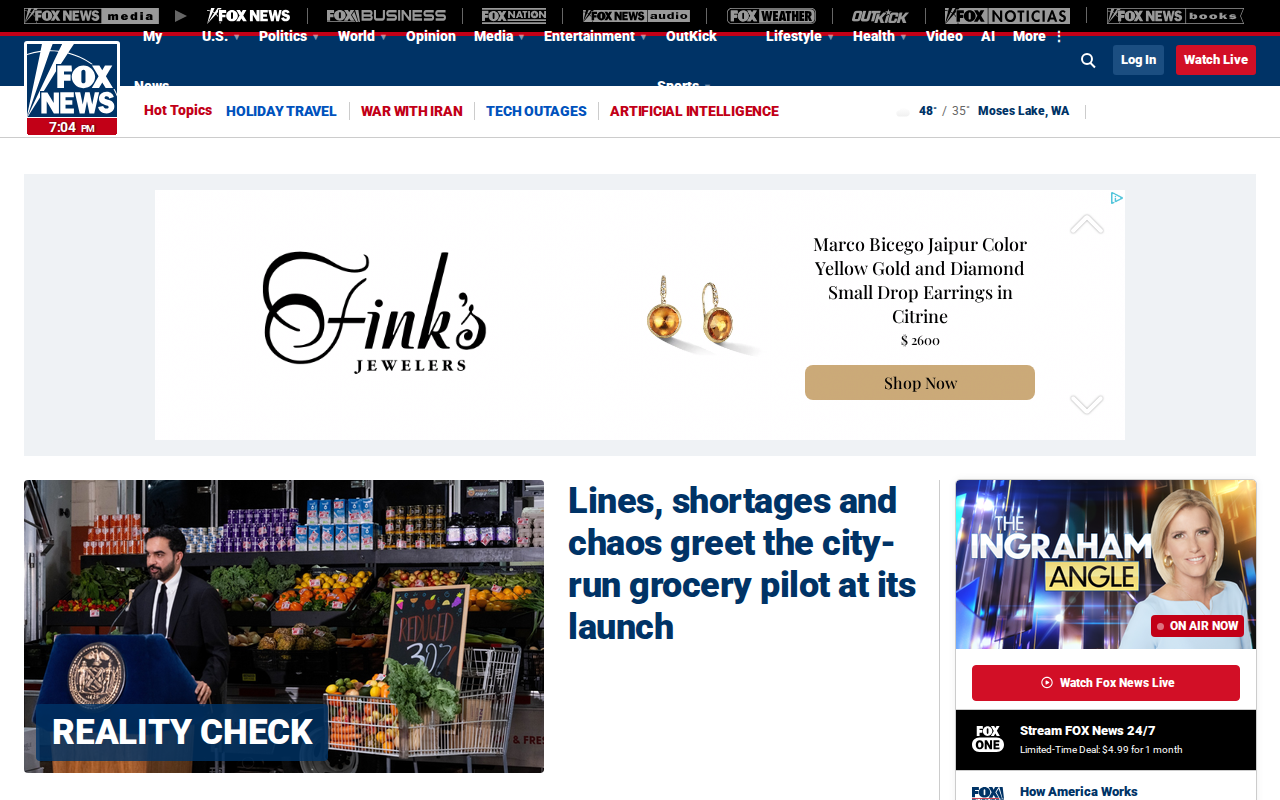 FOX NEWS media
FOX NEWS
FOX BUSINESS
FOX NATION
FOX NEWS audio
FOX WEATHER
OUTKICK
FOX NOTICIAS
FOX NEWS books
My News
U.S.
Politics
World
Opinion
Media
Entertainment
OutKick Sports
Lifestyle
Health
Video
AI
More
Log In
Watch Live
FOX
NEWS
7:04 PM
Hot Topics
HOLIDAY TRAVEL
WAR WITH IRAN
TECH OUTAGES
ARTIFICIAL INTELLIGENCE
48° / 35° Moses Lake, WA
Fink's
JEWELERS
Marco Bicego Jaipur Color
Yellow Gold and Diamond
Small Drop Earrings in
Citrine
$ 2600
Shop Now
REDUCED
30%
& FRES
REALITY CHECK
Lines, shortages and
chaos greet the city-
run grocery pilot at its
launch
THE
INGRAHAM
ANGLE
ON AIR NOW
Watch Fox News Live
FOX
ONE
Stream FOX News 24/7
Limited-Time Deal: $4.99 for 1 month
FOX
How America Works